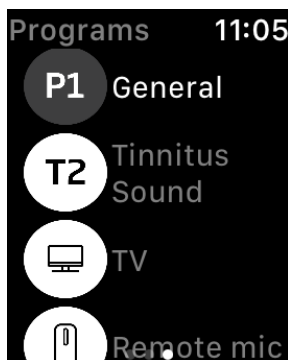 Programs 11:05
P1 General
T2 Tinnitus
Sound
TV
Remote mic